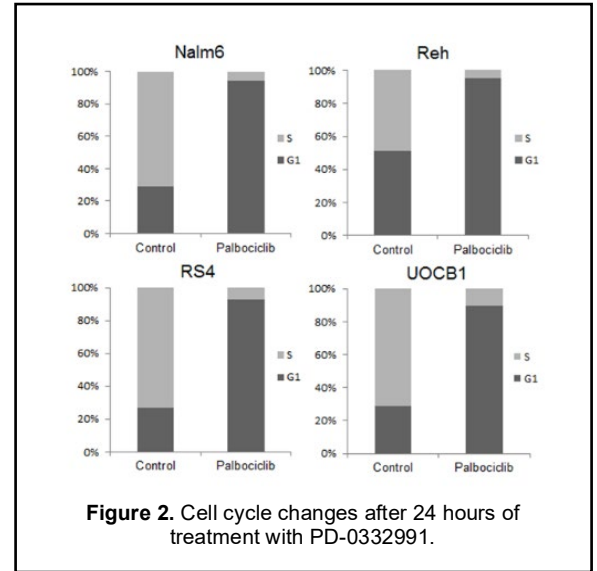 Nalm6
100%
80%
60%
40%
20%
0%
Control Palbociclib
S
G1
Reh
100%
80%
60%
40%
20%
0%
Control Palbociclib
S
G1
RS4
100%
80%
60%
40%
20%
0%
Control Palbociclib
S
G1
UOCB1
100%
80%
60%
40%
20%
0%
Control Palbociclib
S
G1
Figure 2. Cell cycle changes after 24 hours of
treatment with PD-0332991.